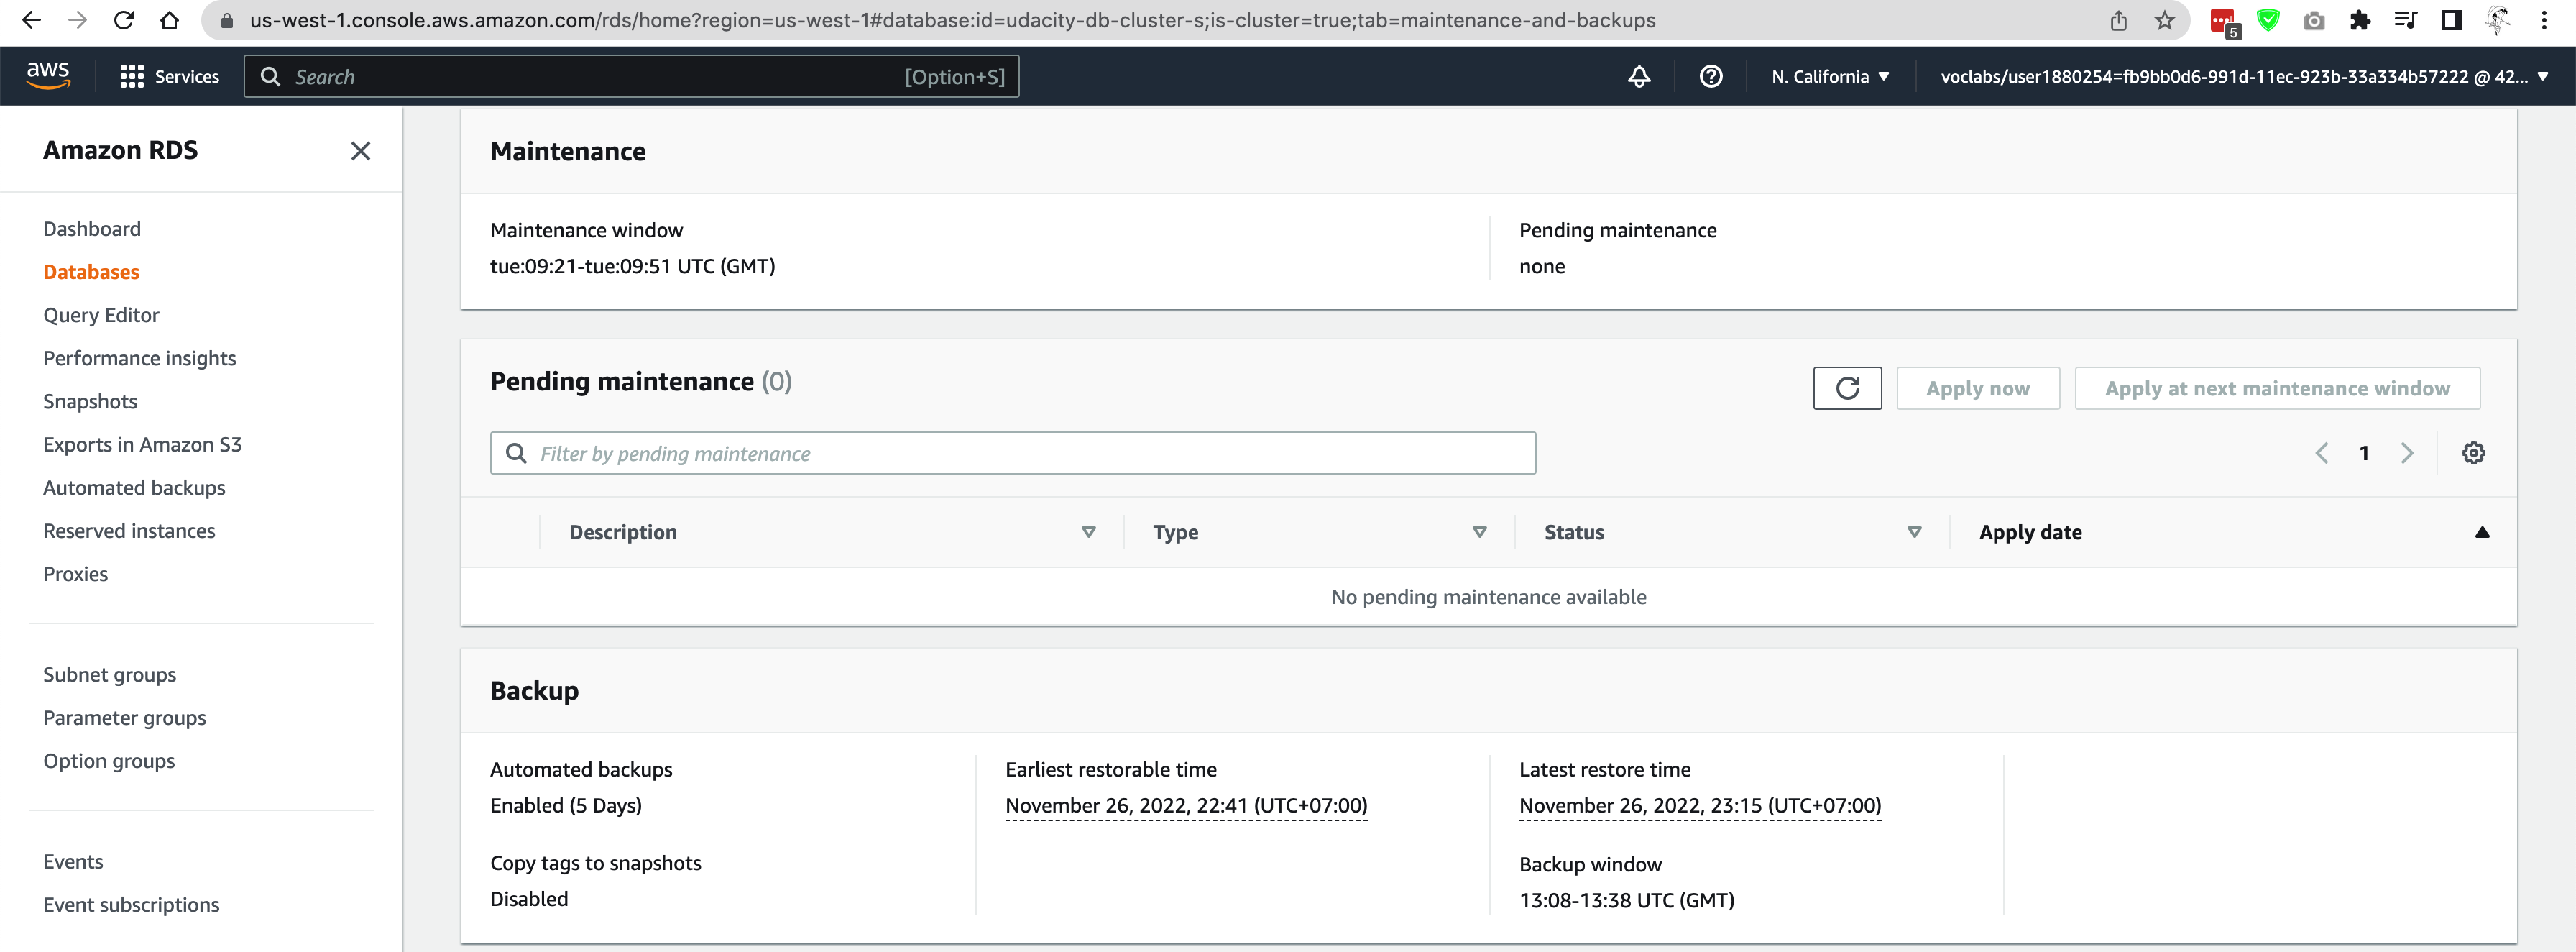 us-west-1.console.aws.amazon.com/rds/home?region=us-west-1#database:id=udacity-db-cluster-s;is-cluster=true;tab=maintenance-and-backups
5
aws
Services
Search
[Option+S]
N. California
voclabs/user1880254=fb9bb0d6-991d-11ec-923b-33a334b57222 @ 42...
Amazon RDS
Dashboard
Databases
Query Editor
Performance insights
Snapshots
Exports in Amazon S3
Automated backups
Reserved instances
Proxies
Subnet groups
Parameter groups
Option groups
Events
Event subscriptions
Maintenance
Maintenance window
tue:09:21-tue:09:51 UTC (GMT)
Pending maintenance
none
Pending maintenance (0)
Apply now
Apply at next maintenance window
Filter by pending maintenance
1
Description
Type
Status
Apply date
No pending maintenance available
Backup
Automated backups
Enabled (5 Days)
Copy tags to snapshots
Disabled
Earliest restorable time
November 26, 2022, 22:41 (UTC+07:00)
Latest restore time
November 26, 2022, 23:15 (UTC+07:00)
Backup window
13:08-13:38 UTC (GMT)